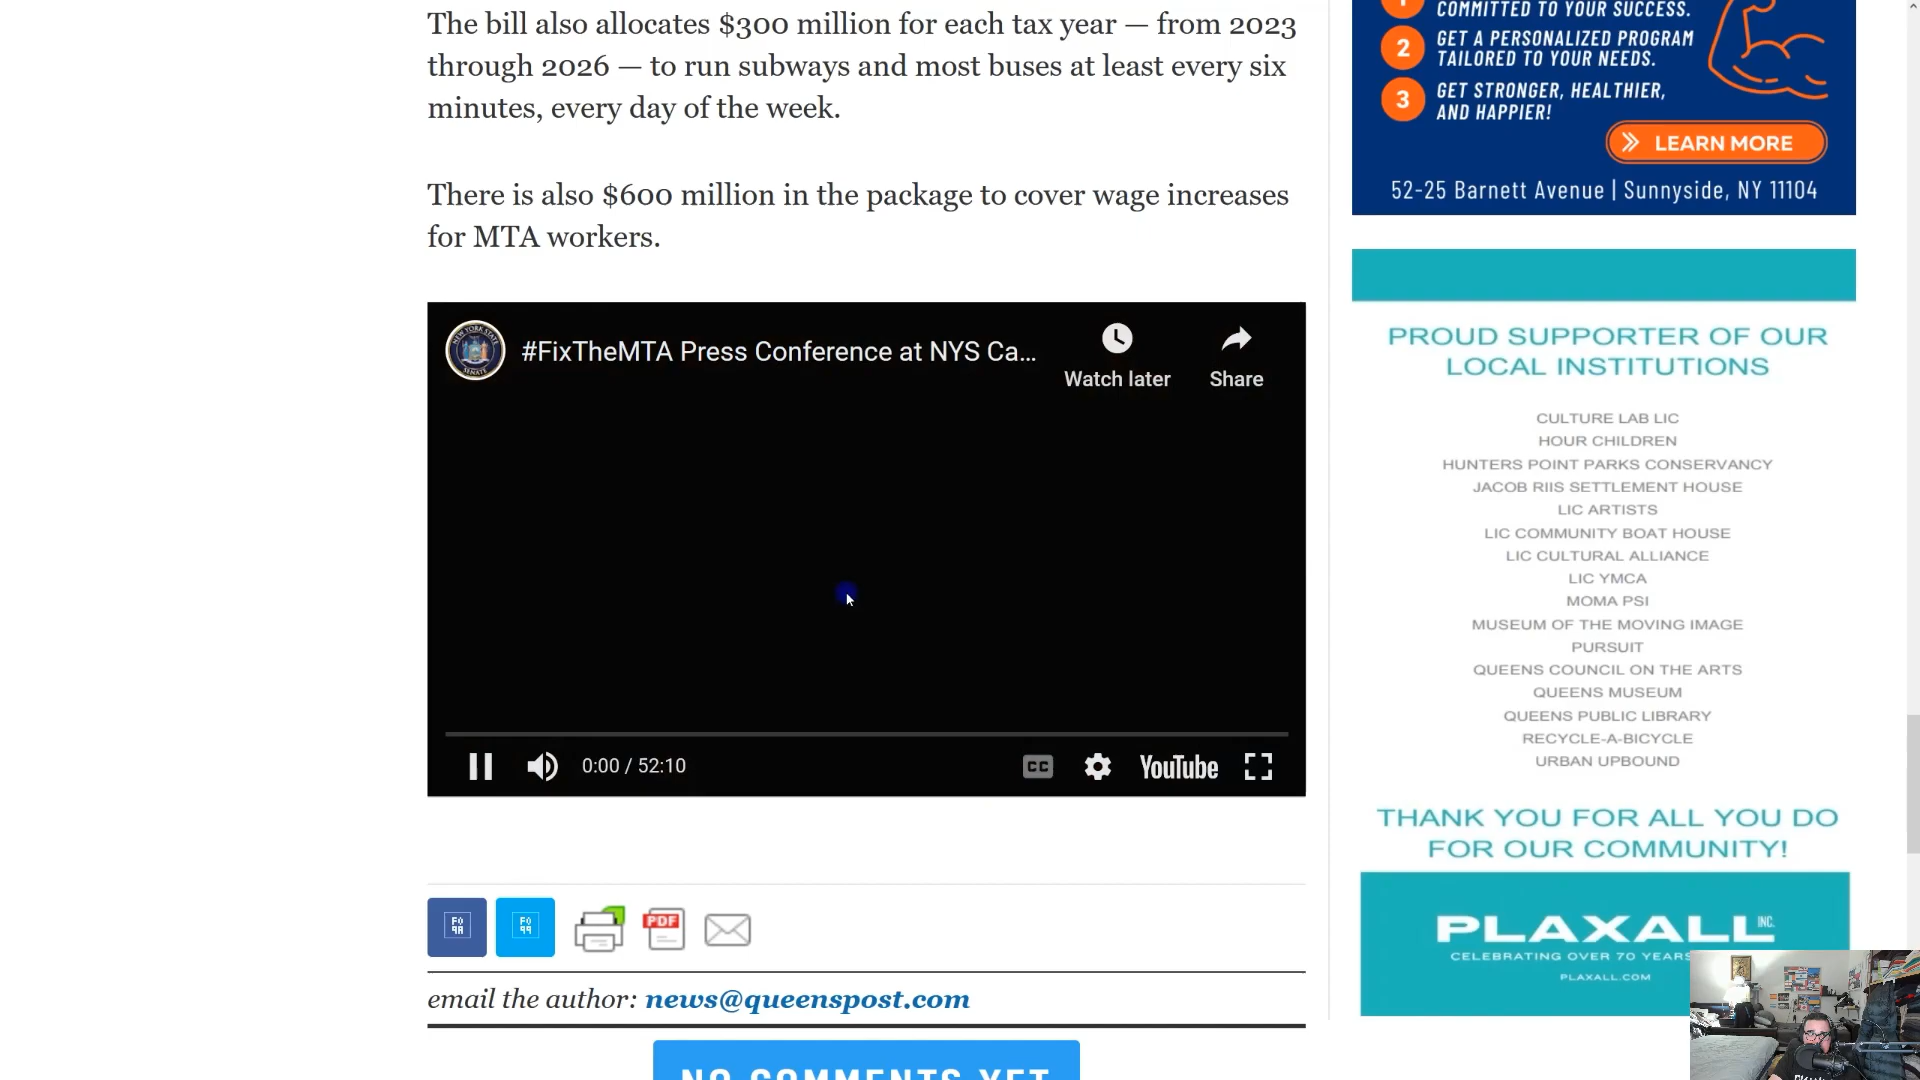 The bill also allocates $300 million for each tax year — from 2023
through 2026 — to run subways and most buses at least every six
minutes, every day of the week.
There is also $600 million in the package to cover wage increases
for MTA workers.
#FixTheMTA Press Conference at NYS Ca...
Watch later
Share
0:00 / 52:10
CC
YouTube
PDF
email the author: news@queenspost.com
NO COMMENTS YET
COMMITTED TO YOUR SUCCESS.
2
GET A PERSONALIZED PROGRAM
TAILORED TO YOUR NEEDS.
3
GET STRONGER, HEALTHIER,
AND HAPPIER!
LEARN MORE
52-25 Barnett Avenue | Sunnyside, NY 11104
PROUD SUPPORTER OF OUR
LOCAL INSTITUTIONS
CULTURE LAB LIC
HOUR CHILDREN
HUNTERS POINT PARKS CONSERVANCY
JACOB RIIS SETTLEMENT HOUSE
LIC ARTISTS
LIC COMMUNITY BOAT HOUSE
LIC CULTURAL ALLIANCE
LIC YMCA
MOMA PSI
MUSEUM OF THE MOVING IMAGE
PURSUIT
QUEENS COUNCIL ON THE ARTS
QUEENS MUSEUM
QUEENS PUBLIC LIBRARY
RECYCLE-A-BICYCLE
URBAN UPBOUND
THANK YOU FOR ALL YOU DO
FOR OUR COMMUNITY!
PLAXALL INC.
CELEBRATING OVER 70 YEARS
PLAXALL.COM